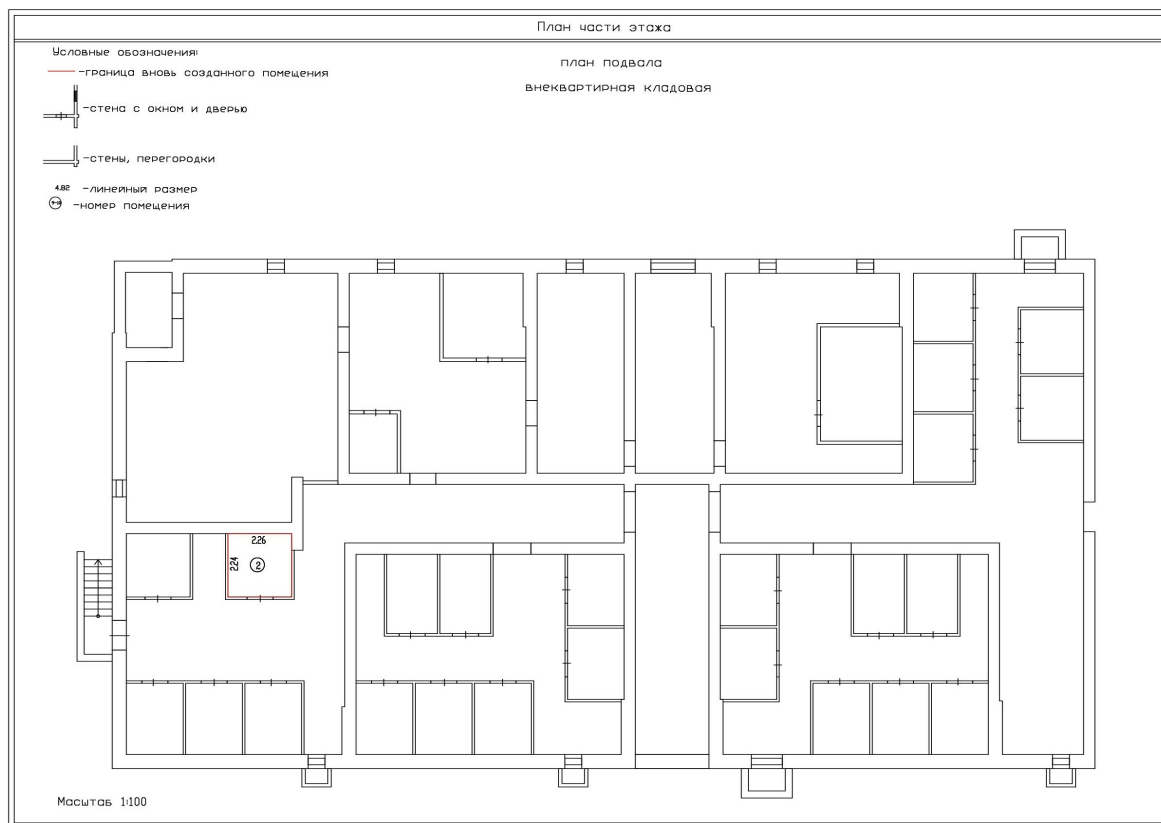 План части этажа
Условные обозначения:
-граница вновь созданного помещения
план подвала
внеквартирная кладовая
-стена с окном и дверью
-стены, перегородки
4.82 -линейный размер
-номер помещения
2.26
2.24
2
Масштаб 1:100